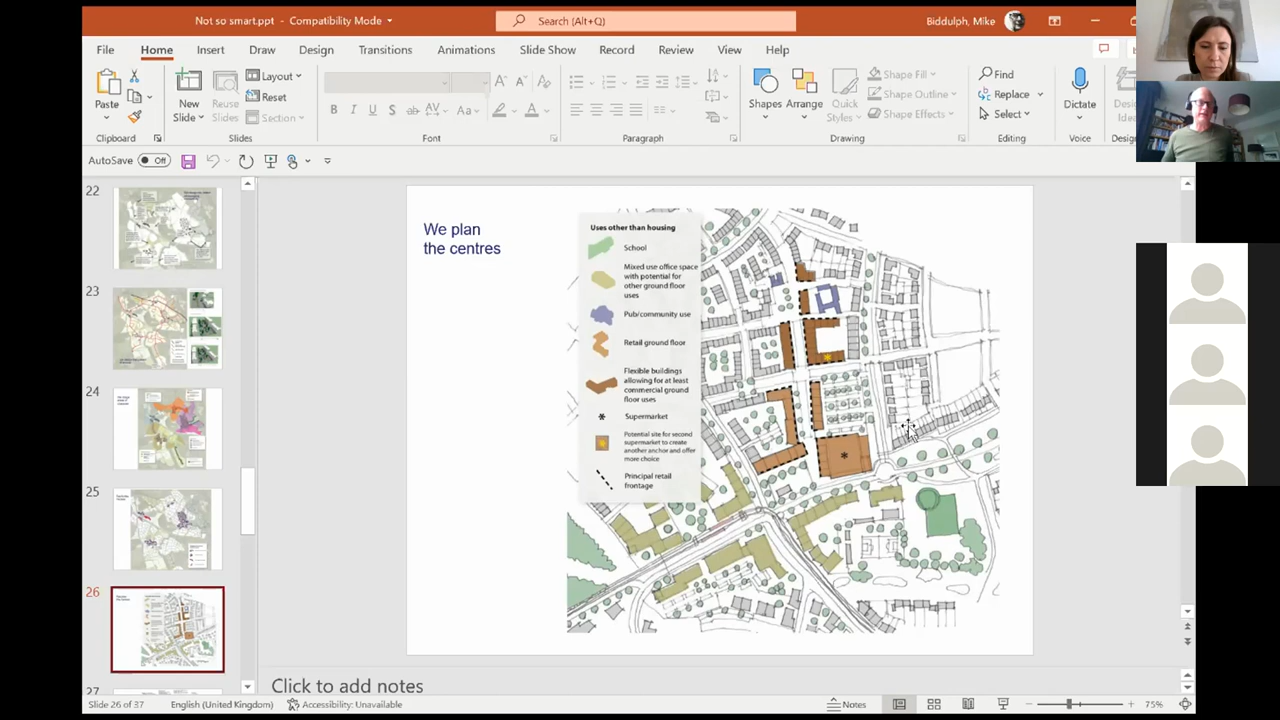 Not so smart.ppt - Compatibility Mode
Search (Alt+Q)
Biddulph, Mike
File Home Insert Draw Design Transitions Animations Slide Show Record Review View Help
Paste
New
Slide
Reuse
Slides
Layout
Reset
Section
Shapes
Arrange
Quick
Styles
Shape Fill
Shape Outline
Shape Effects
Find
Replace
Select
Dictate
Clipboard Slides Font Paragraph Drawing Editing Voice
AutoSave Off
22
23
24
25
26
27
We plan
the centres
Uses other than housing
School
Mixed use office space
with potential for
other ground floor
uses
Pub/community use
Retail ground floor
Flexible buildings
allowing for at least
commercial ground
floor uses
Supermarket
Potential site for second
supermarket to create
another anchor and offer
more choice
Principal retail
frontage
Click to add notes
Slide 26 of 37 English (United Kingdom) Accessibility: Unavailable Notes 75%